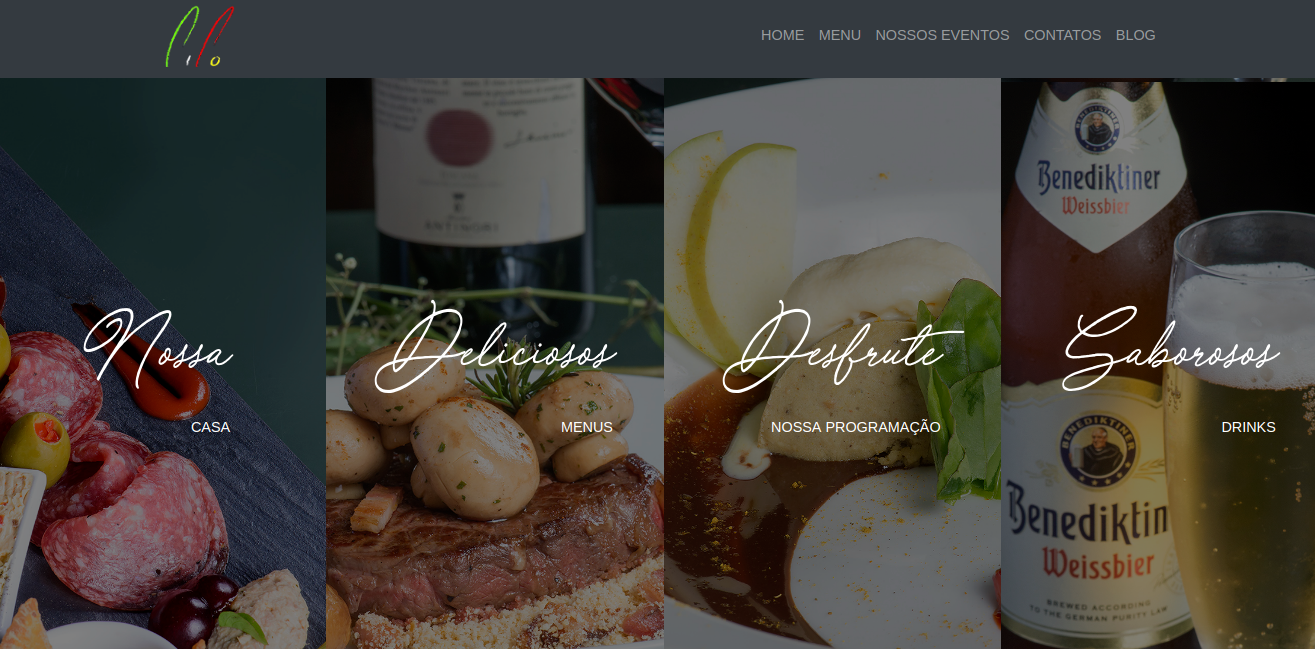 HOME MENU NOSSOS EVENTOS CONTATOS BLOG
ANTINORI
BENEDIKTINER
Benediktiner
Weissbier
Nossa
CASA
Deliciosos
MENUS
Desfrute
NOSSA PROGRAMAÇÃO
Saborosos
DRINKS
BENEDIKTINER
Benediktin
Weissbier
BREWED ACCORDING
TO THE GERMAN PURITY LAW